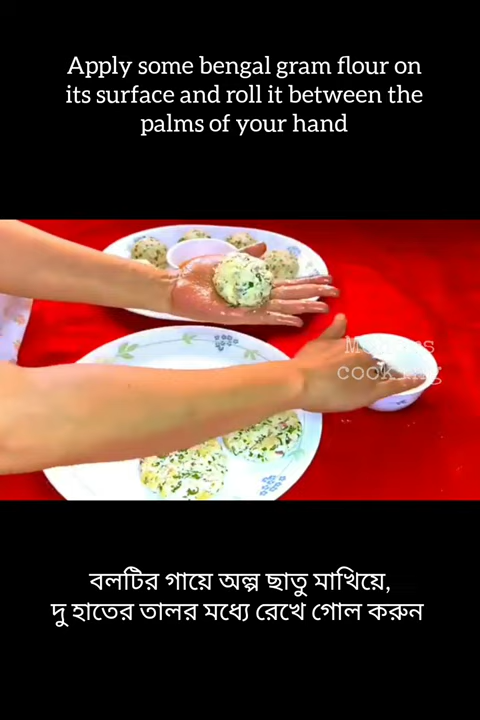 Apply some bengal gram flour on
its surface and roll it between the
palms of your hand
cooking
বলটির গায়ে অল্প ছাতু মাখিয়ে,
দু হাতের তালর মধ্যে রেখে গোল করুন